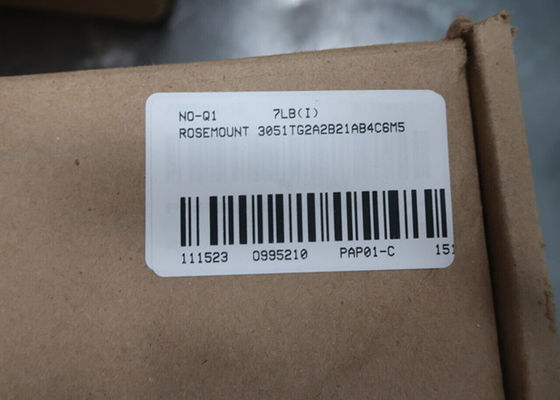 NO-Q1 7LB(I)
ROSEMOUNT 3051TG2A2B21AB4C6M5
111523 0995210 PAP01-C 151